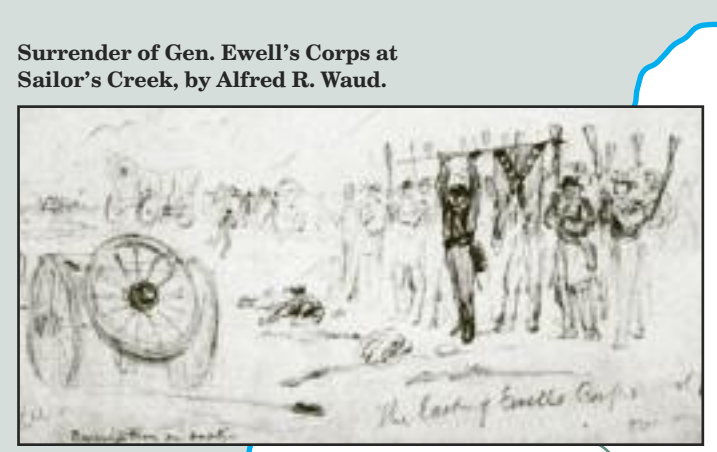 Surrender of Gen. Ewell's Corps at
Sailor's Creek, by Alfred R. Waud.
The last of Ewells Corps